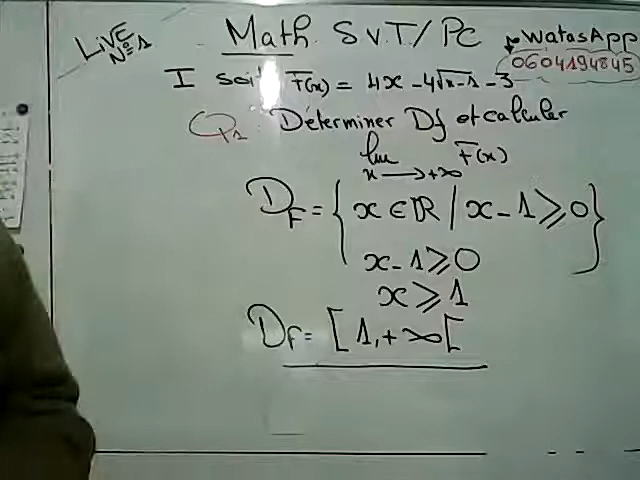 LiVE
N°1
Math SVT/PC
WatasApp
0604194845
I soit F(x) = 4x - 4√x-1 - 3
Q1 Déterminer Df et calculer
lim F(x)
x → +∞
DF = { x ∈ ℝ / x - 1 ⩾ 0 }
x - 1 ⩾ 0
x ⩾ 1
DF = [1, +∞[